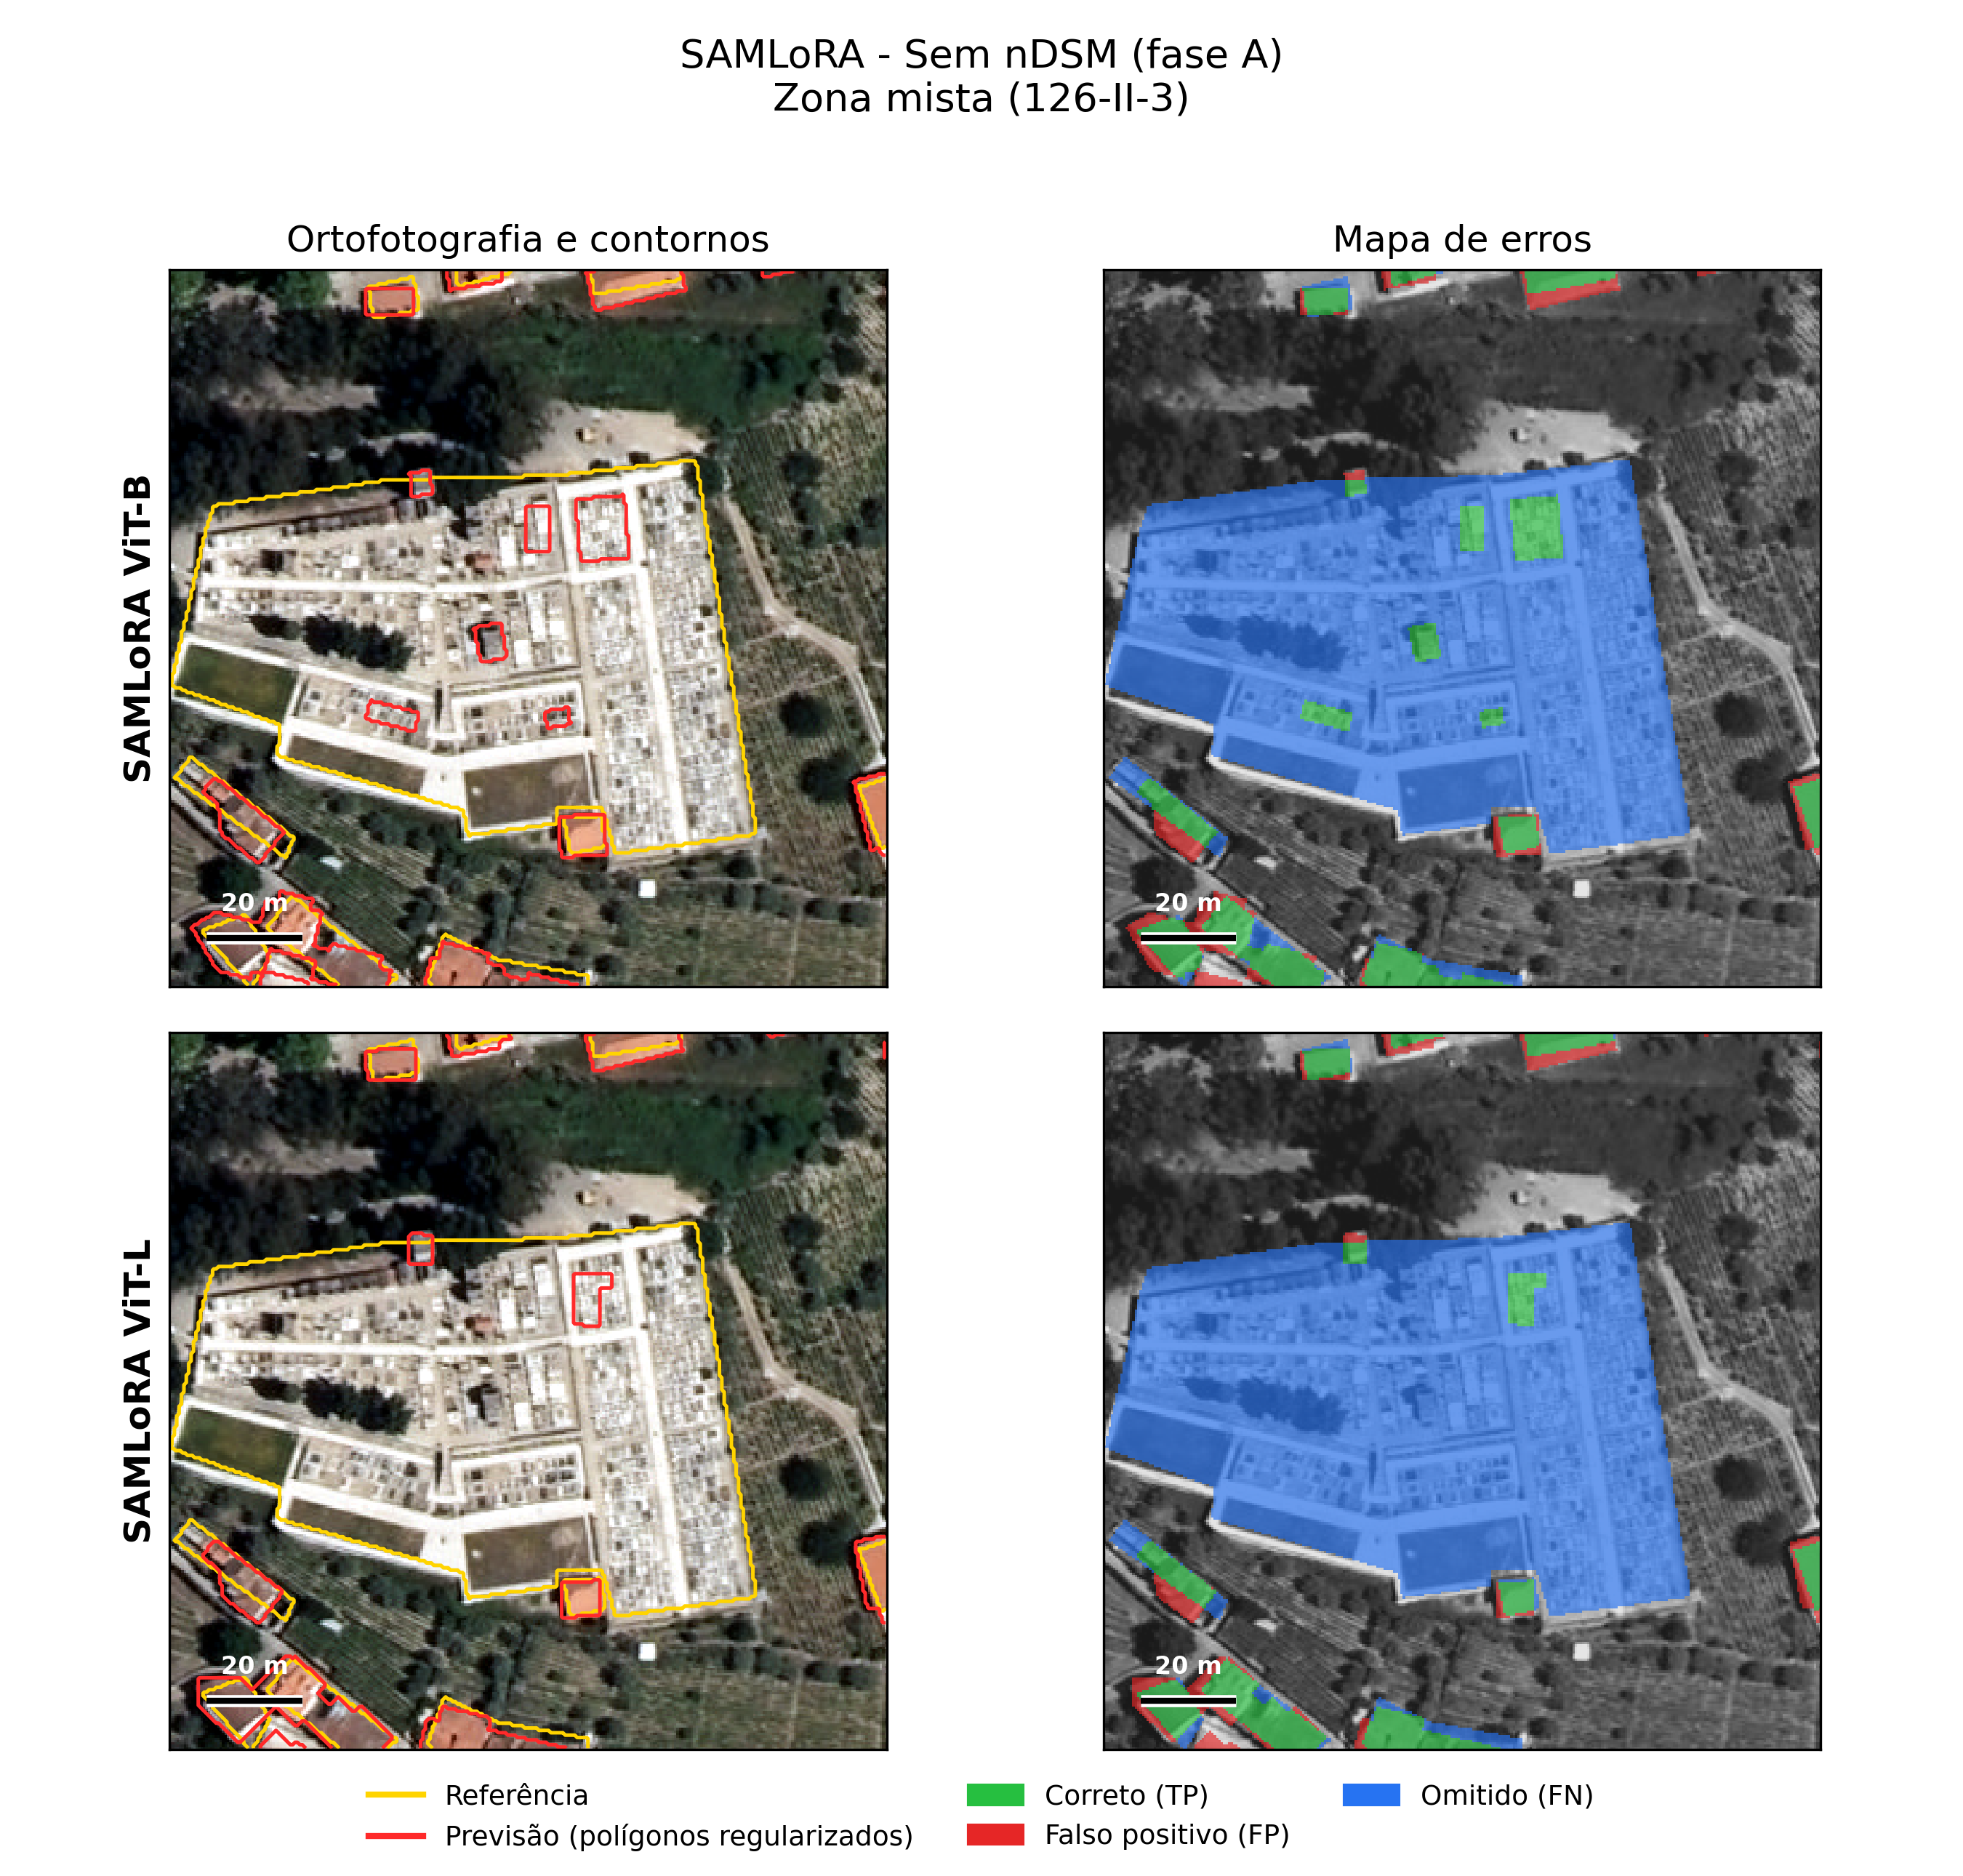 SAMLoRA - Sem nDSM (fase A)
Zona mista (126-II-3)
Ortofotografia e contornos
Mapa de erros
SAMLoRA ViT-B
20 m
20 m
SAMLoRA ViT-L
20 m
20 m
Referência
Previsão (polígonos regularizados)
Correto (TP)
Falso positivo (FP)
Omitido (FN)